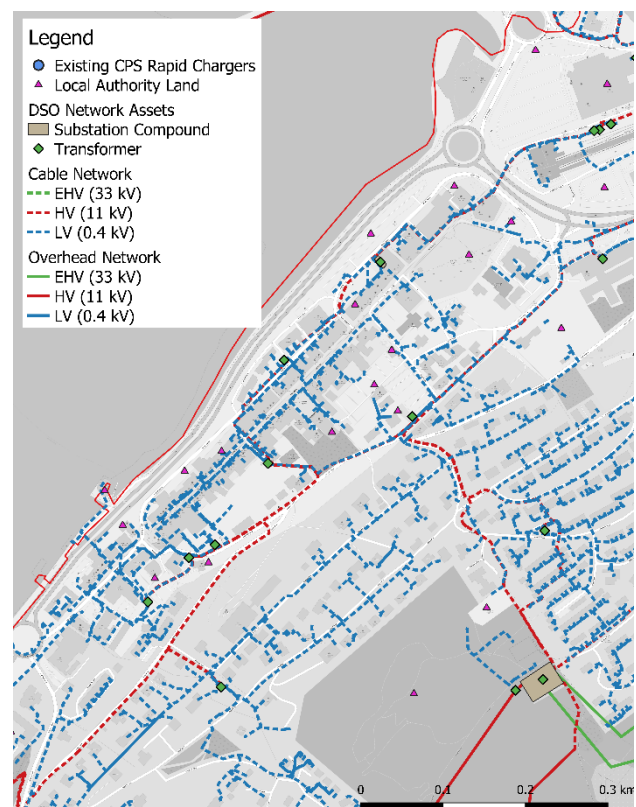 Legend
Existing CPS Rapid Chargers
Local Authority Land
DSO Network Assets
Substation Compound
Transformer
Cable Network
EHV (33 kV)
HV (11 kV)
LV (0.4 kV)
Overhead Network
EHV (33 kV)
HV (11 kV)
LV (0.4 kV)
0 0.1 0.2 0.3 km